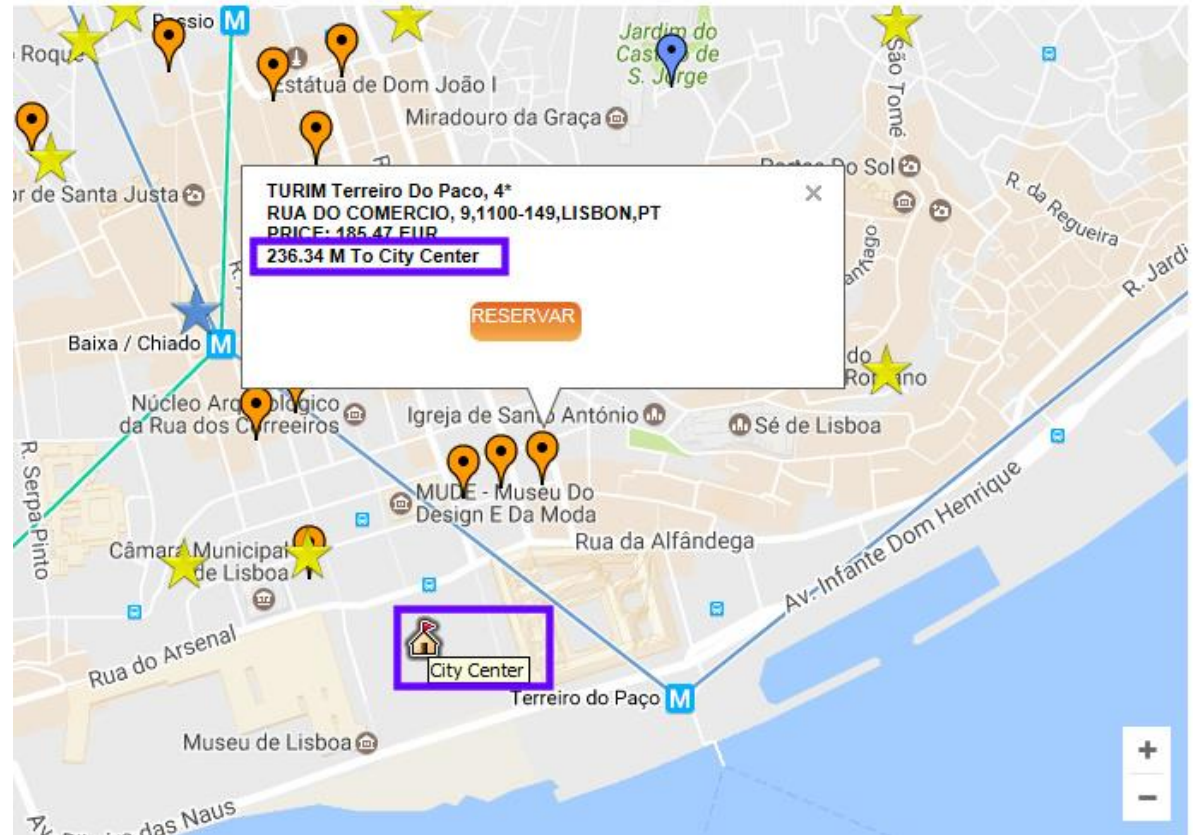 Rossio M
Roque
Jardim do
Castelo de
S. Jorge
São Tomé
Estátua de Dom João I
Miradouro da Graça
or de Santa Justa
Portas Do Sol
R. da Regueira
R. Jardi
TURIM Terreiro Do Paco, 4*
RUA DO COMERCIO, 9,1100-149,LISBON,PT
PRICE: 185.47 EUR
236.34 M To City Center
RESERVAR
Baixa / Chiado M
Núcleo Arqueológico
da Rua dos Correeiros
Igreja de Santo António
Sé de Lisboa
do
Romano
R. Serpa Pinto
MUDE - Museu Do
Design E Da Moda
Câmara Municipal
de Lisboa
Rua da Alfândega
Av. Infante Dom Henrique
Rua do Arsenal
City Center
Terreiro do Paço M
Museu de Lisboa
das Naus
+
−